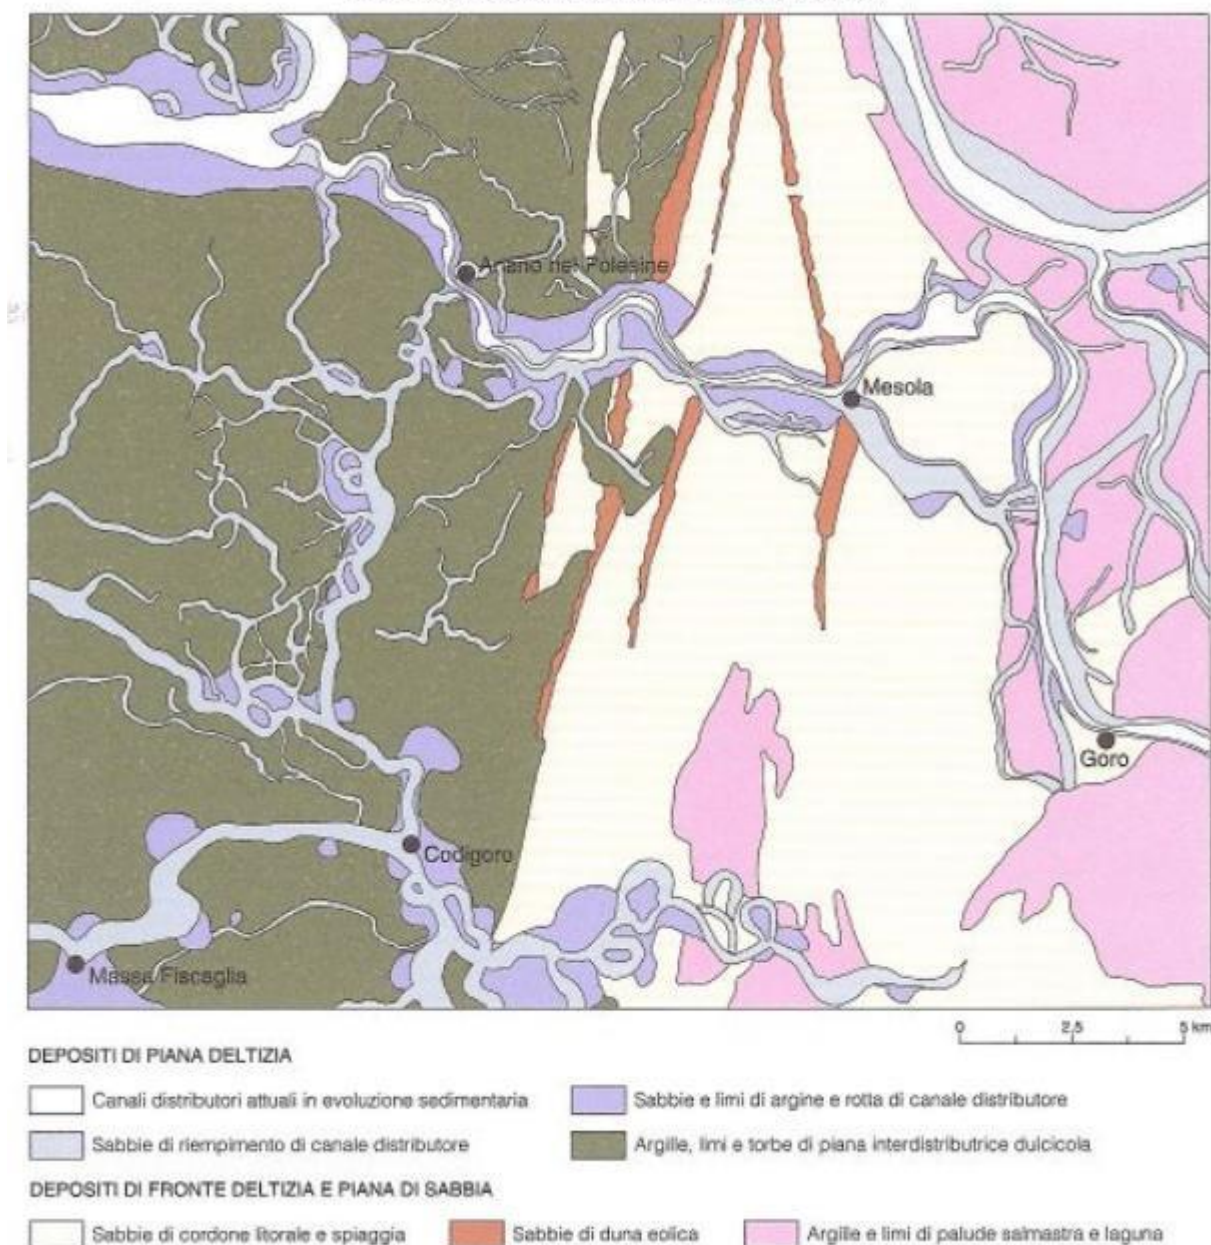 Ariano nel Polesine
Mesola
Goro
Codigoro
Massa Fiscaglia
0 2,5 5 km
DEPOSITI DI PIANA DELTIZIA
Canali distributori attuali in evoluzione sedimentaria
Sabbie e limi di argine e rotta di canale distributore
Sabbie di riempimento di canale distributore
Argille, limi e torbe di piana interdistributrice dulcicola
DEPOSITI DI FRONTE DELTIZIA E PIANA DI SABBIA
Sabbie di cordone litorale e spiaggia
Sabbie di duna eolica
Argille e limi di palude salmastra e laguna